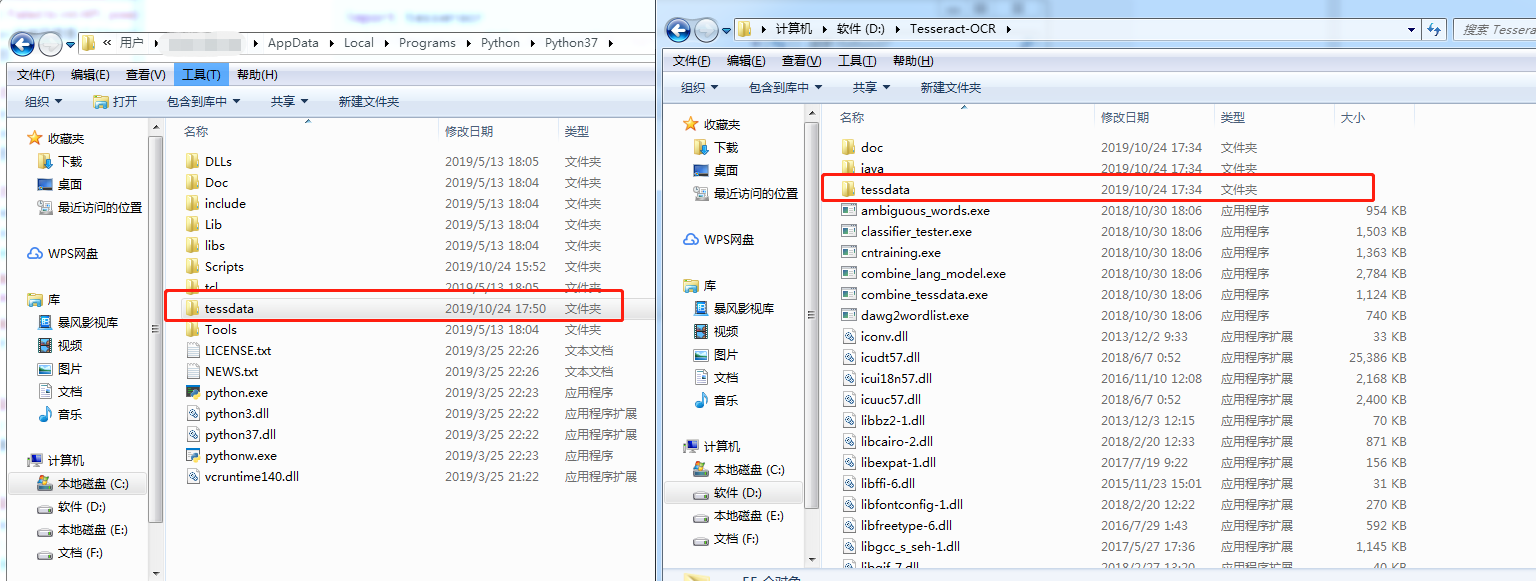 « 用户 ▸ ▸ AppData ▸ Local ▸ Programs ▸ Python ▸ Python37 ▸
文件(F) 编辑(E) 查看(V) 工具(T) 帮助(H)
组织 打开 包含到库中 共享 新建文件夹
收藏夹
下载
桌面
最近访问的位置
WPS网盘
库
暴风影视库
视频
图片
文档
音乐
计算机
本地磁盘 (C:)
软件 (D:)
本地磁盘 (E:)
文档 (F:)
名称 修改日期 类型
DLLs 2019/5/13 18:05 文件夹
Doc 2019/5/13 18:04 文件夹
include 2019/5/13 18:04 文件夹
Lib 2019/5/13 18:04 文件夹
libs 2019/5/13 18:04 文件夹
Scripts 2019/10/24 15:52 文件夹
tcl 2019/5/13 18:05 文件夹
tessdata 2019/10/24 17:50 文件夹
Tools 2019/5/13 18:04 文件夹
LICENSE.txt 2019/3/25 22:26 文本文档
NEWS.txt 2019/3/25 22:26 文本文档
python.exe 2019/3/25 22:23 应用程序
python3.dll 2019/3/25 22:22 应用程序扩展
python37.dll 2019/3/25 22:22 应用程序扩展
pythonw.exe 2019/3/25 22:23 应用程序
vcruntime140.dll 2019/3/25 21:22 应用程序扩展
▸ 计算机 ▸ 软件 (D:) ▸ Tesseract-OCR ▸
搜索 Tessera
文件(F) 编辑(E) 查看(V) 工具(T) 帮助(H)
组织 包含到库中 共享 新建文件夹
收藏夹
下载
桌面
最近访问的位置
WPS网盘
库
暴风影视库
视频
图片
文档
音乐
计算机
本地磁盘 (C:)
软件 (D:)
本地磁盘 (E:)
文档 (F:)
名称 修改日期 类型 大小
doc 2019/10/24 17:34 文件夹
java 2019/10/24 17:34 文件夹
tessdata 2019/10/24 17:34 文件夹
ambiguous_words.exe 2018/10/30 18:06 应用程序 954 KB
classifier_tester.exe 2018/10/30 18:06 应用程序 1,503 KB
cntraining.exe 2018/10/30 18:06 应用程序 1,363 KB
combine_lang_model.exe 2018/10/30 18:06 应用程序 2,784 KB
combine_tessdata.exe 2018/10/30 18:06 应用程序 940 KB
dawg2wordlist.exe 2018/10/30 18:06 应用程序 740 KB
iconv.dll 2013/12/2 9:33 应用程序扩展 33 KB
icudt57.dll 2018/6/7 0:52 应用程序扩展 25,386 KB
icui18n57.dll 2016/11/10 12:08 应用程序扩展 2,168 KB
icuuc57.dll 2018/6/7 0:52 应用程序扩展 2,400 KB
libbz2-1.dll 2013/12/3 12:15 应用程序扩展 70 KB
libcairo-2.dll 2018/2/20 12:33 应用程序扩展 871 KB
libexpat-1.dll 2017/7/19 9:22 应用程序扩展 156 KB
libffi-6.dll 2015/11/23 15:01 应用程序扩展 31 KB
libfontconfig-1.dll 2018/2/20 12:22 应用程序扩展 270 KB
libfreetype-6.dll 2016/7/29 1:43 应用程序扩展 592 KB
libgcc_s_seh-1.dll 2017/5/27 17:36 应用程序扩展 1,145 KB
libgif-7.dll 2018/2/27 13:20 应用程序扩展 40 KB
55 个对象